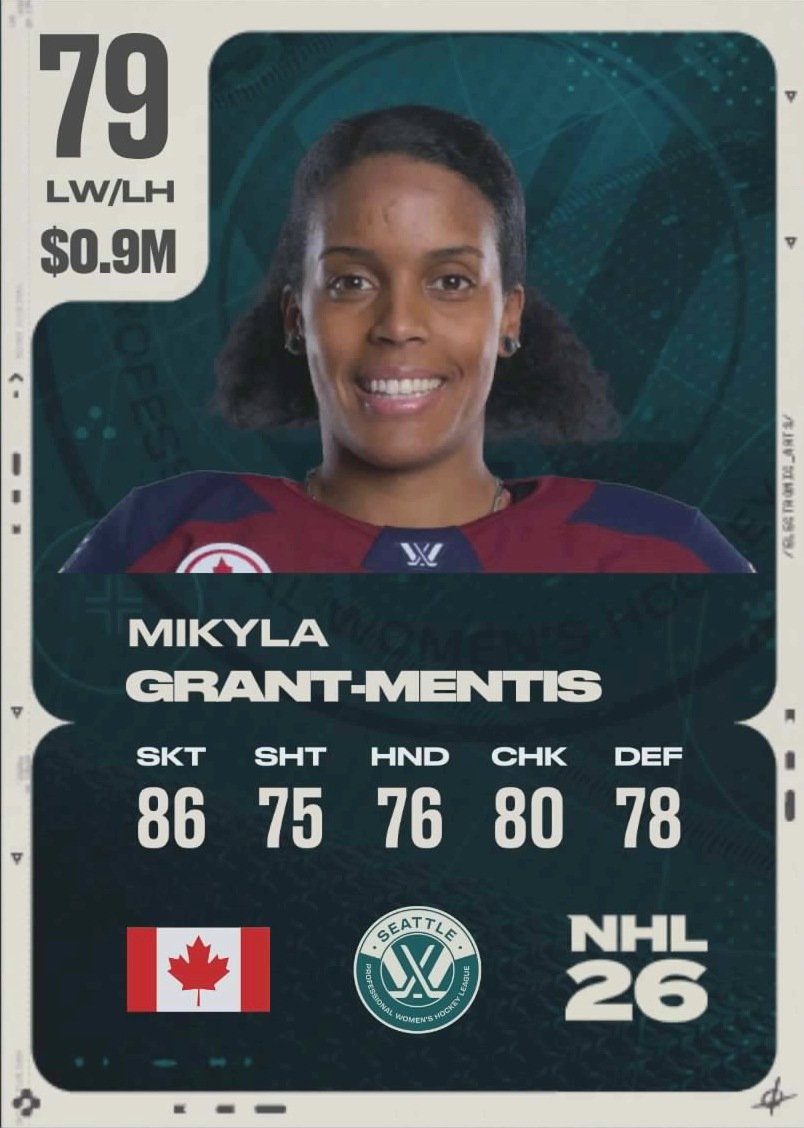 79
LW/LH
$0.9M
MIKYLA
GRANT-MENTIS
SKT SHT HND CHK DEF
86 75 76 80 78
SEATTLE
PROFESSIONAL WOMEN'S HOCKEY LEAGUE
NHL
26